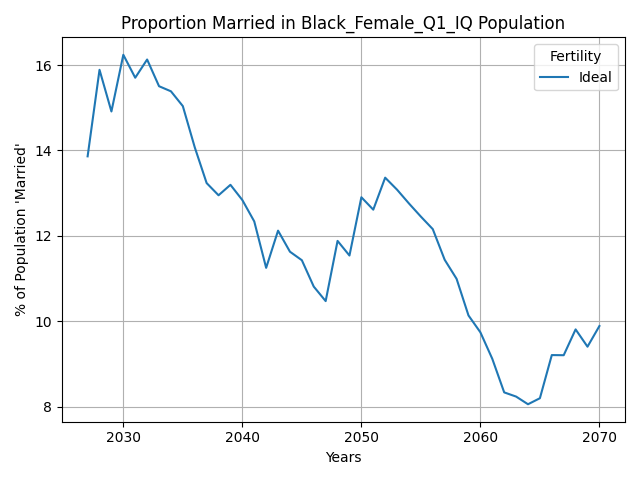 Proportion Married in Black_Female_Q1_IQ Population
Fertility
Ideal
% of Population 'Married'
16
14
12
10
8
2030
2040
2050
2060
2070
Years